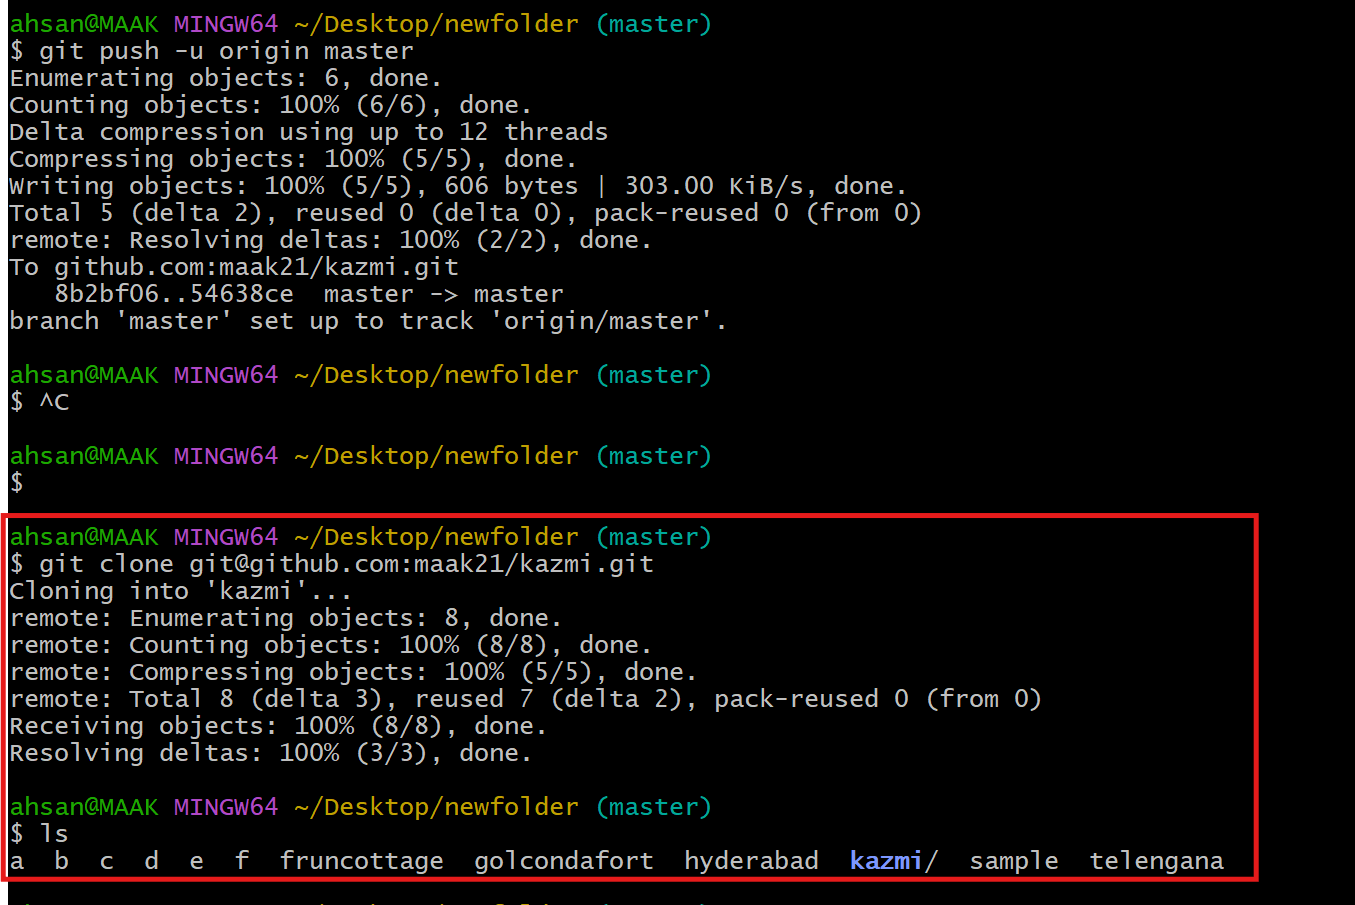 ahsan@MAAK MINGW64 ~/Desktop/newfolder (master)
$ git push -u origin master
Enumerating objects: 6, done.
Counting objects: 100% (6/6), done.
Delta compression using up to 12 threads
Compressing objects: 100% (5/5), done.
Writing objects: 100% (5/5), 606 bytes | 303.00 KiB/s, done.
Total 5 (delta 2), reused 0 (delta 0), pack-reused 0 (from 0)
remote: Resolving deltas: 100% (2/2), done.
To github.com:maak21/kazmi.git
   8b2bf06..54638ce  master -> master
branch 'master' set up to track 'origin/master'.
ahsan@MAAK MINGW64 ~/Desktop/newfolder (master)
$ ^C
ahsan@MAAK MINGW64 ~/Desktop/newfolder (master)
$
ahsan@MAAK MINGW64 ~/Desktop/newfolder (master)
$ git clone git@github.com:maak21/kazmi.git
Cloning into 'kazmi'...
remote: Enumerating objects: 8, done.
remote: Counting objects: 100% (8/8), done.
remote: Compressing objects: 100% (5/5), done.
remote: Total 8 (delta 3), reused 7 (delta 2), pack-reused 0 (from 0)
Receiving objects: 100% (8/8), done.
Resolving deltas: 100% (3/3), done.
ahsan@MAAK MINGW64 ~/Desktop/newfolder (master)
$ ls
a  b  c  d  e  f  fruncottage  golcondafort  hyderabad  kazmi/  sample  telengana